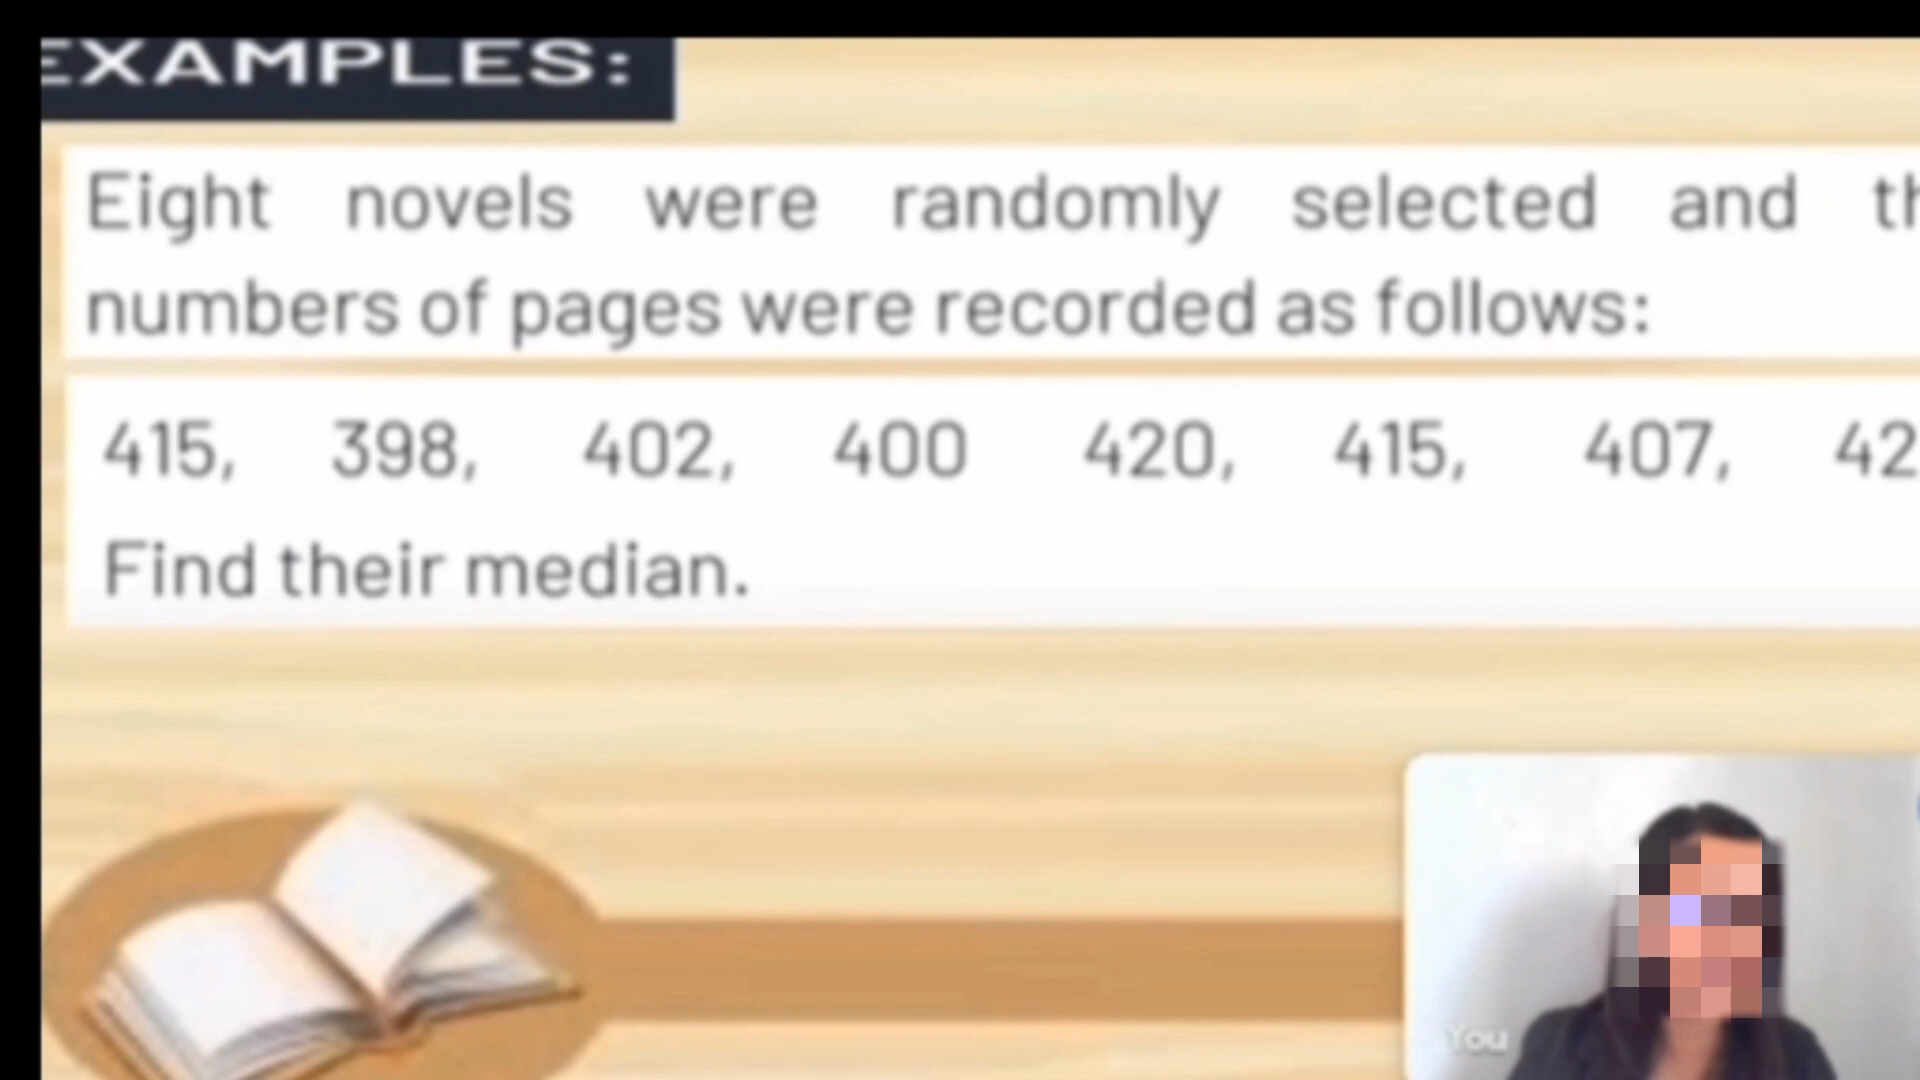 EXAMPLES:
Eight novels were randomly selected and
numbers of pages were recorded as follows:
415, 398, 402, 400 420, 415, 407,
Find their median.
You